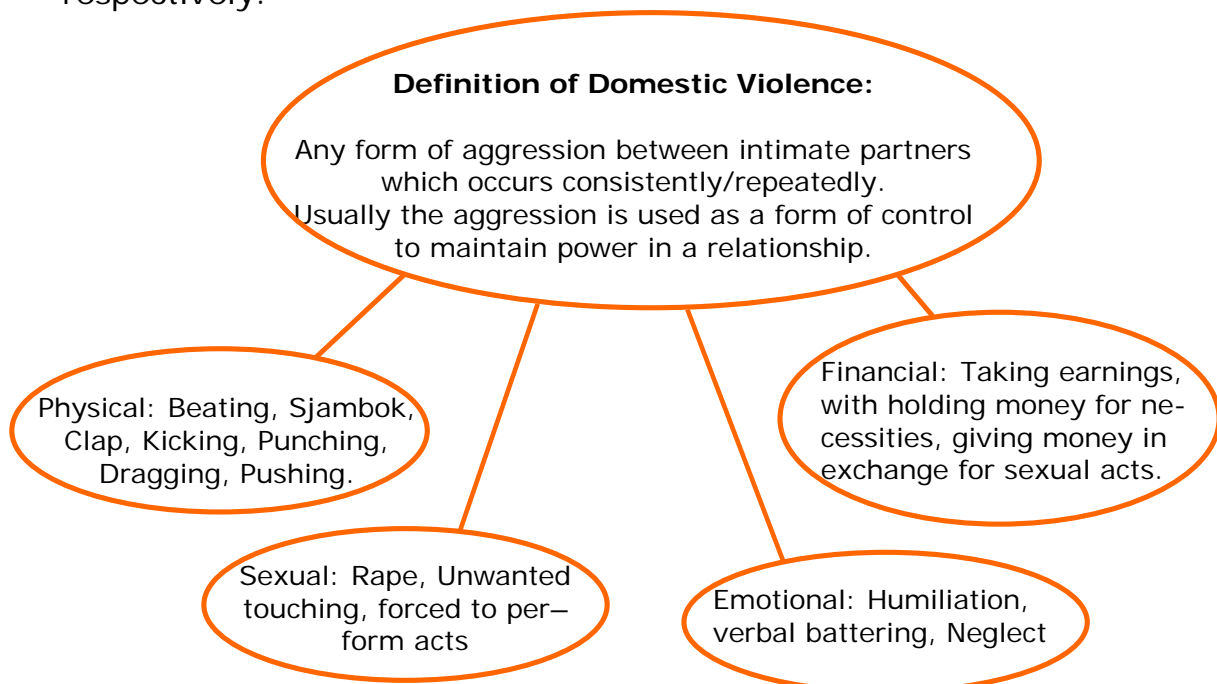 respectively.
Definition of Domestic Violence:
Any form of aggression between intimate partners
which occurs consistently/repeatedly.
Usually the aggression is used as a form of control
to maintain power in a relationship.
Physical: Beating, Sjambok,
Clap, Kicking, Punching,
Dragging, Pushing.
Sexual: Rape, Unwanted
touching, forced to per–
form acts
Emotional: Humiliation,
verbal battering, Neglect
Financial: Taking earnings,
with holding money for ne-
cessities, giving money in
exchange for sexual acts.